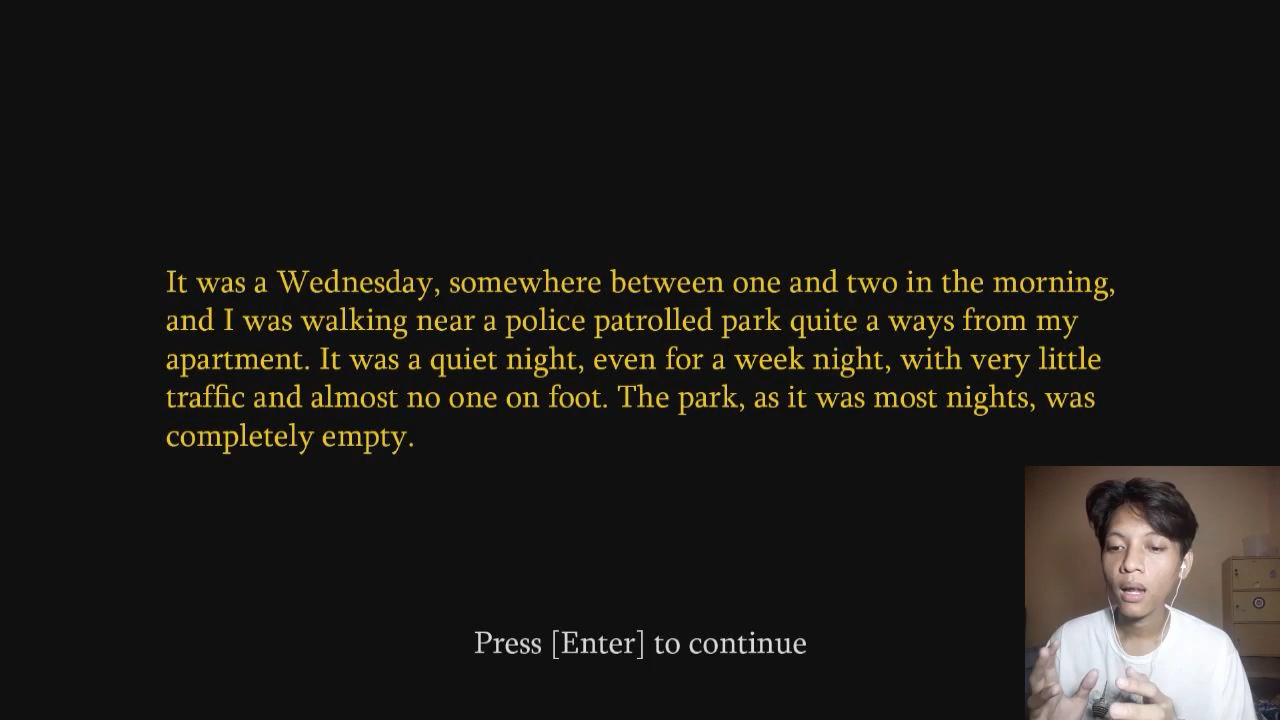 It was a Wednesday, somewhere between one and two in the morning,
and I was walking near a police patrolled park quite a ways from my
apartment. It was a quiet night, even for a week night, with very little
traffic and almost no one on foot. The park, as it was most nights, was
completely empty.
Press [Enter] to continue